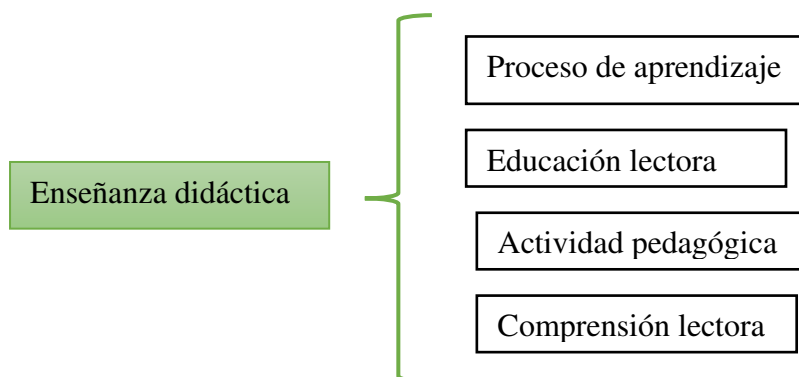 Enseñanza didáctica
Proceso de aprendizaje
Educación lectora
Actividad pedagógica
Comprensión lectora